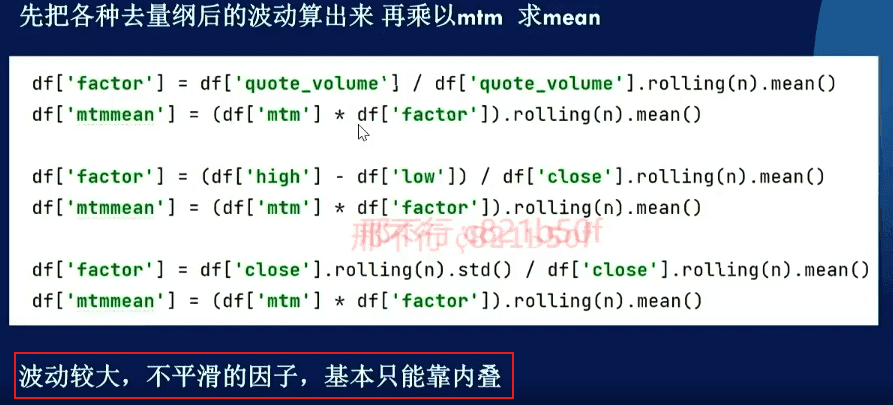 先把各种去量纲后的波动算出来 再乘以mtm 求mean
df['factor'] = df['quote_volume'] / df['quote_volume'].rolling(n).mean()
df['mtmmean'] = (df['mtm'] * df['factor']).rolling(n).mean()
df['factor'] = (df['high'] - df['low']) / df['close'].rolling(n).mean()
df['mtmmean'] = (df['mtm'] * df['factor']).rolling(n).mean()
df['factor'] = df['close'].rolling(n).std() / df['close'].rolling(n).mean()
df['mtmmean'] = (df['mtm'] * df['factor']).rolling(n).mean()
波动较大，不平滑的因子，基本只能靠内叠